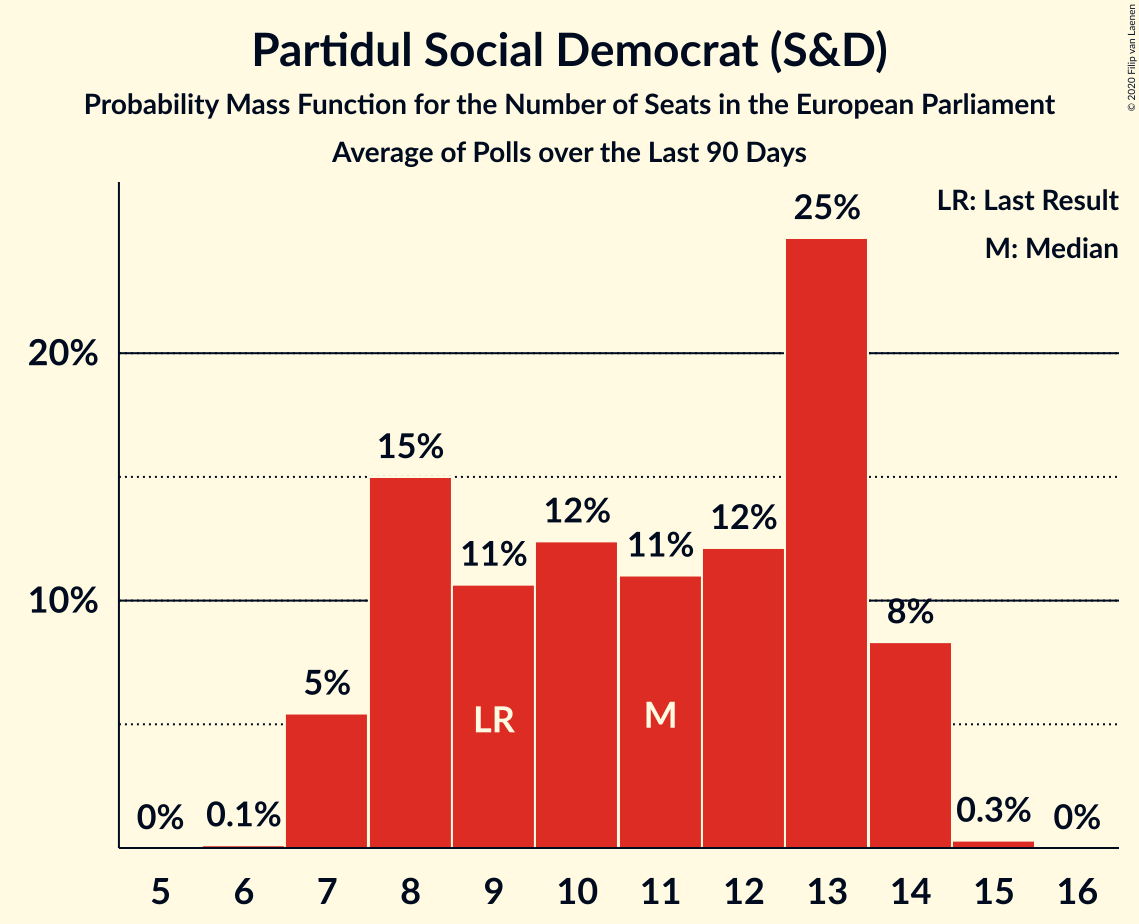 Partidul Social Democrat (S&D)
Probability Mass Function for the Number of Seats in the European Parliament
Average of Polls over the Last 90 Days
© 2020 Filip van Laenen
LR: Last Result
M: Median
20%
10%
0%
0.1%
5%
15%
11%
12%
11%
12%
25%
8%
0.3%
0%
LR
M
5 6 7 8 9 10 11 12 13 14 15 16